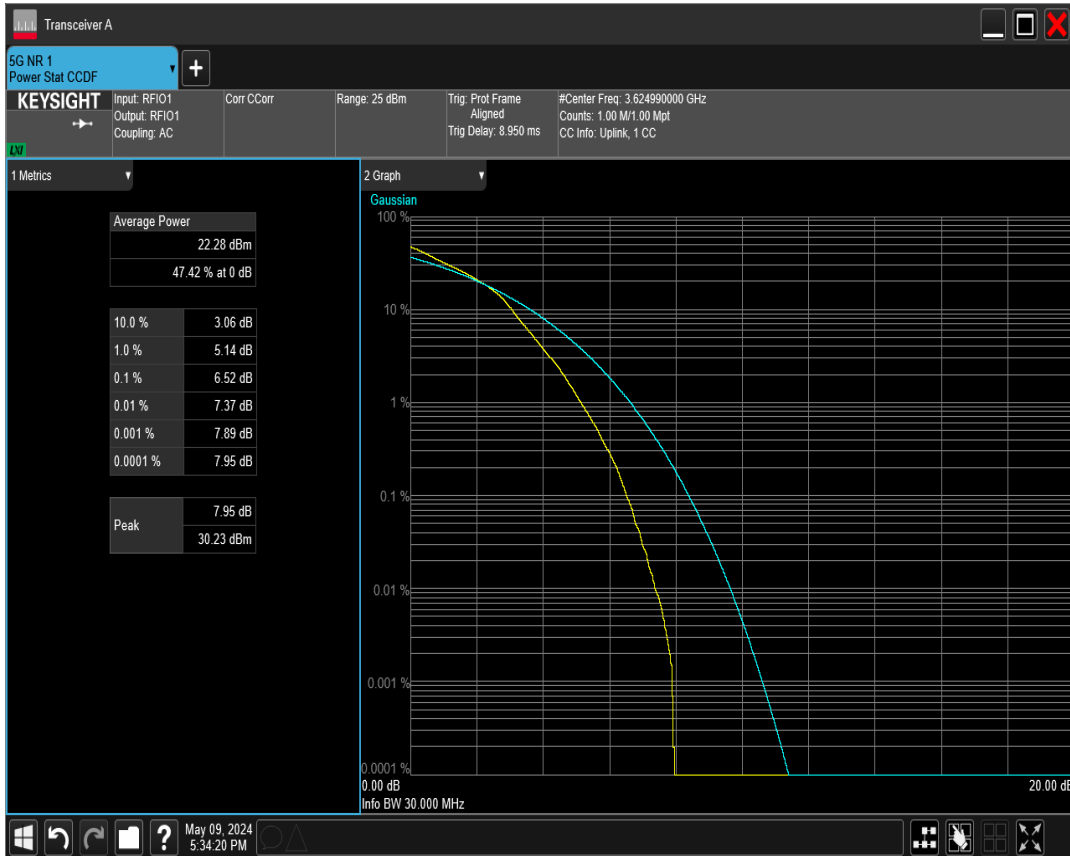 Transceiver A
5G NR 1
Power Stat CCDF
KEYSIGHT
LXI
Input: RFIO1
Output: RFIO1
Coupling: AC
Corr CCorr
Range: 25 dBm
Trig: Prot Frame
Aligned
Trig Delay: 8.950 ms
#Center Freq: 3.624990000 GHz
Counts: 1.00 M/1.00 Mpt
CC Info: Uplink, 1 CC
1 Metrics
Average Power
22.28 dBm
47.42 % at 0 dB
10.0 % 3.06 dB
1.0 % 5.14 dB
0.1 % 6.52 dB
0.01 % 7.37 dB
0.001 % 7.89 dB
0.0001 % 7.95 dB
Peak 7.95 dB
30.23 dBm
2 Graph
Gaussian
100 %
10 %
1 %
0.1 %
0.01 %
0.001 %
0.0001 %
0.00 dB 20.00 dB
Info BW 30.000 MHz
? May 09, 2024
5:34:20 PM